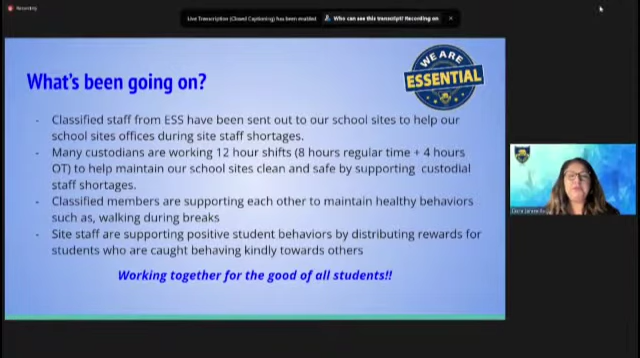 Recording
Live Transcription (Closed Captioning) has been enabled
Who can see this transcript? Recording on
What's been going on?
WE ARE
ESSENTIAL
- Classified staff from ESS have been sent out to our school sites to help our
school sites offices during site staff shortages.
- Many custodians are working 12 hour shifts (8 hours regular time + 4 hours
OT) to help maintain our school sites clean and safe by supporting custodial
staff shortages.
- Classified members are supporting each other to maintain healthy behaviors
such as, walking during breaks
- Site staff are supporting positive student behaviors by distributing rewards for
students who are caught behaving kindly towards others
Working together for the good of all students!!